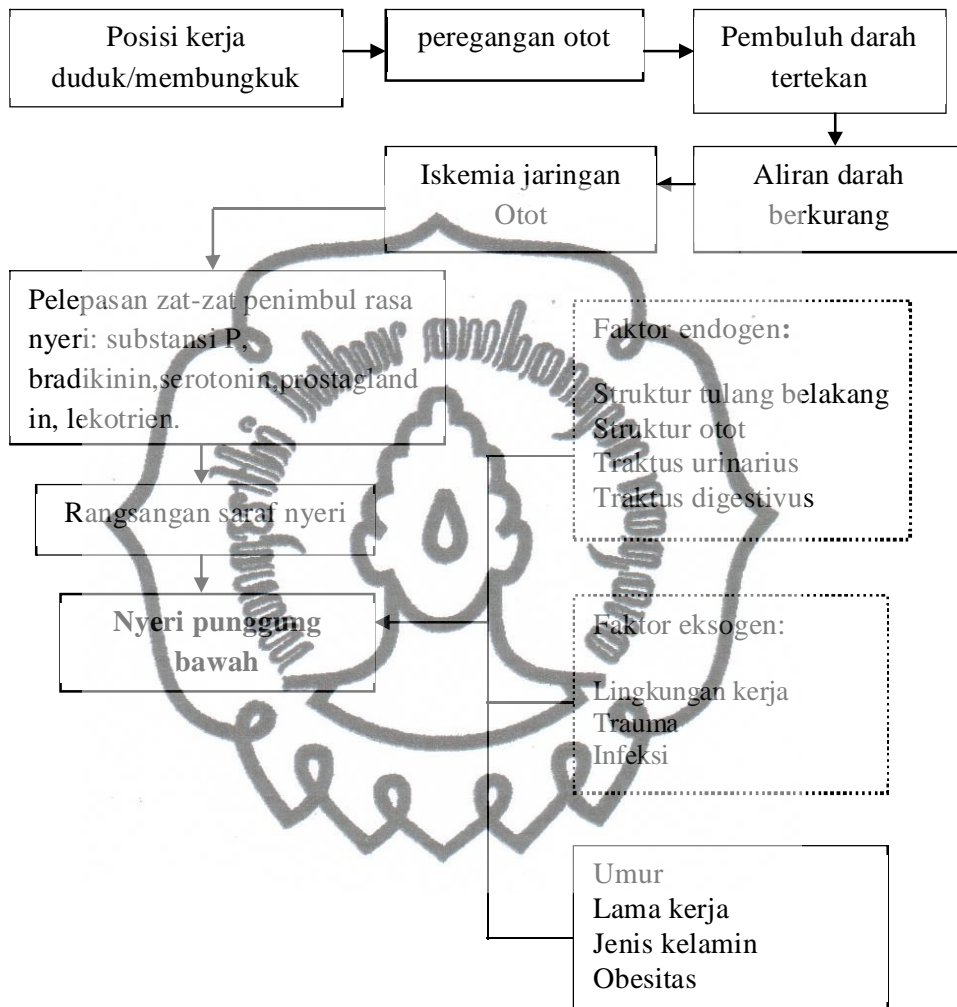 Posisi kerja
duduk/membungkuk
peregangan otot
Pembuluh darah
tertekan
Aliran darah
berkurang
Iskemia jaringan
Otot
Pelepasan zat-zat penimbul rasa
nyeri: substansi P,
bradikinin,serotonin,prostagland
in, lekotrien.
Rangsangan saraf nyeri
Nyeri punggung
bawah
Faktor endogen:
Struktur tulang belakang
Struktur otot
Traktus urinarius
Traktus digestivus
Faktor eksogen:
Lingkungan kerja
Trauma
Infeksi
Umur
Lama kerja
Jenis kelamin
Obesitas